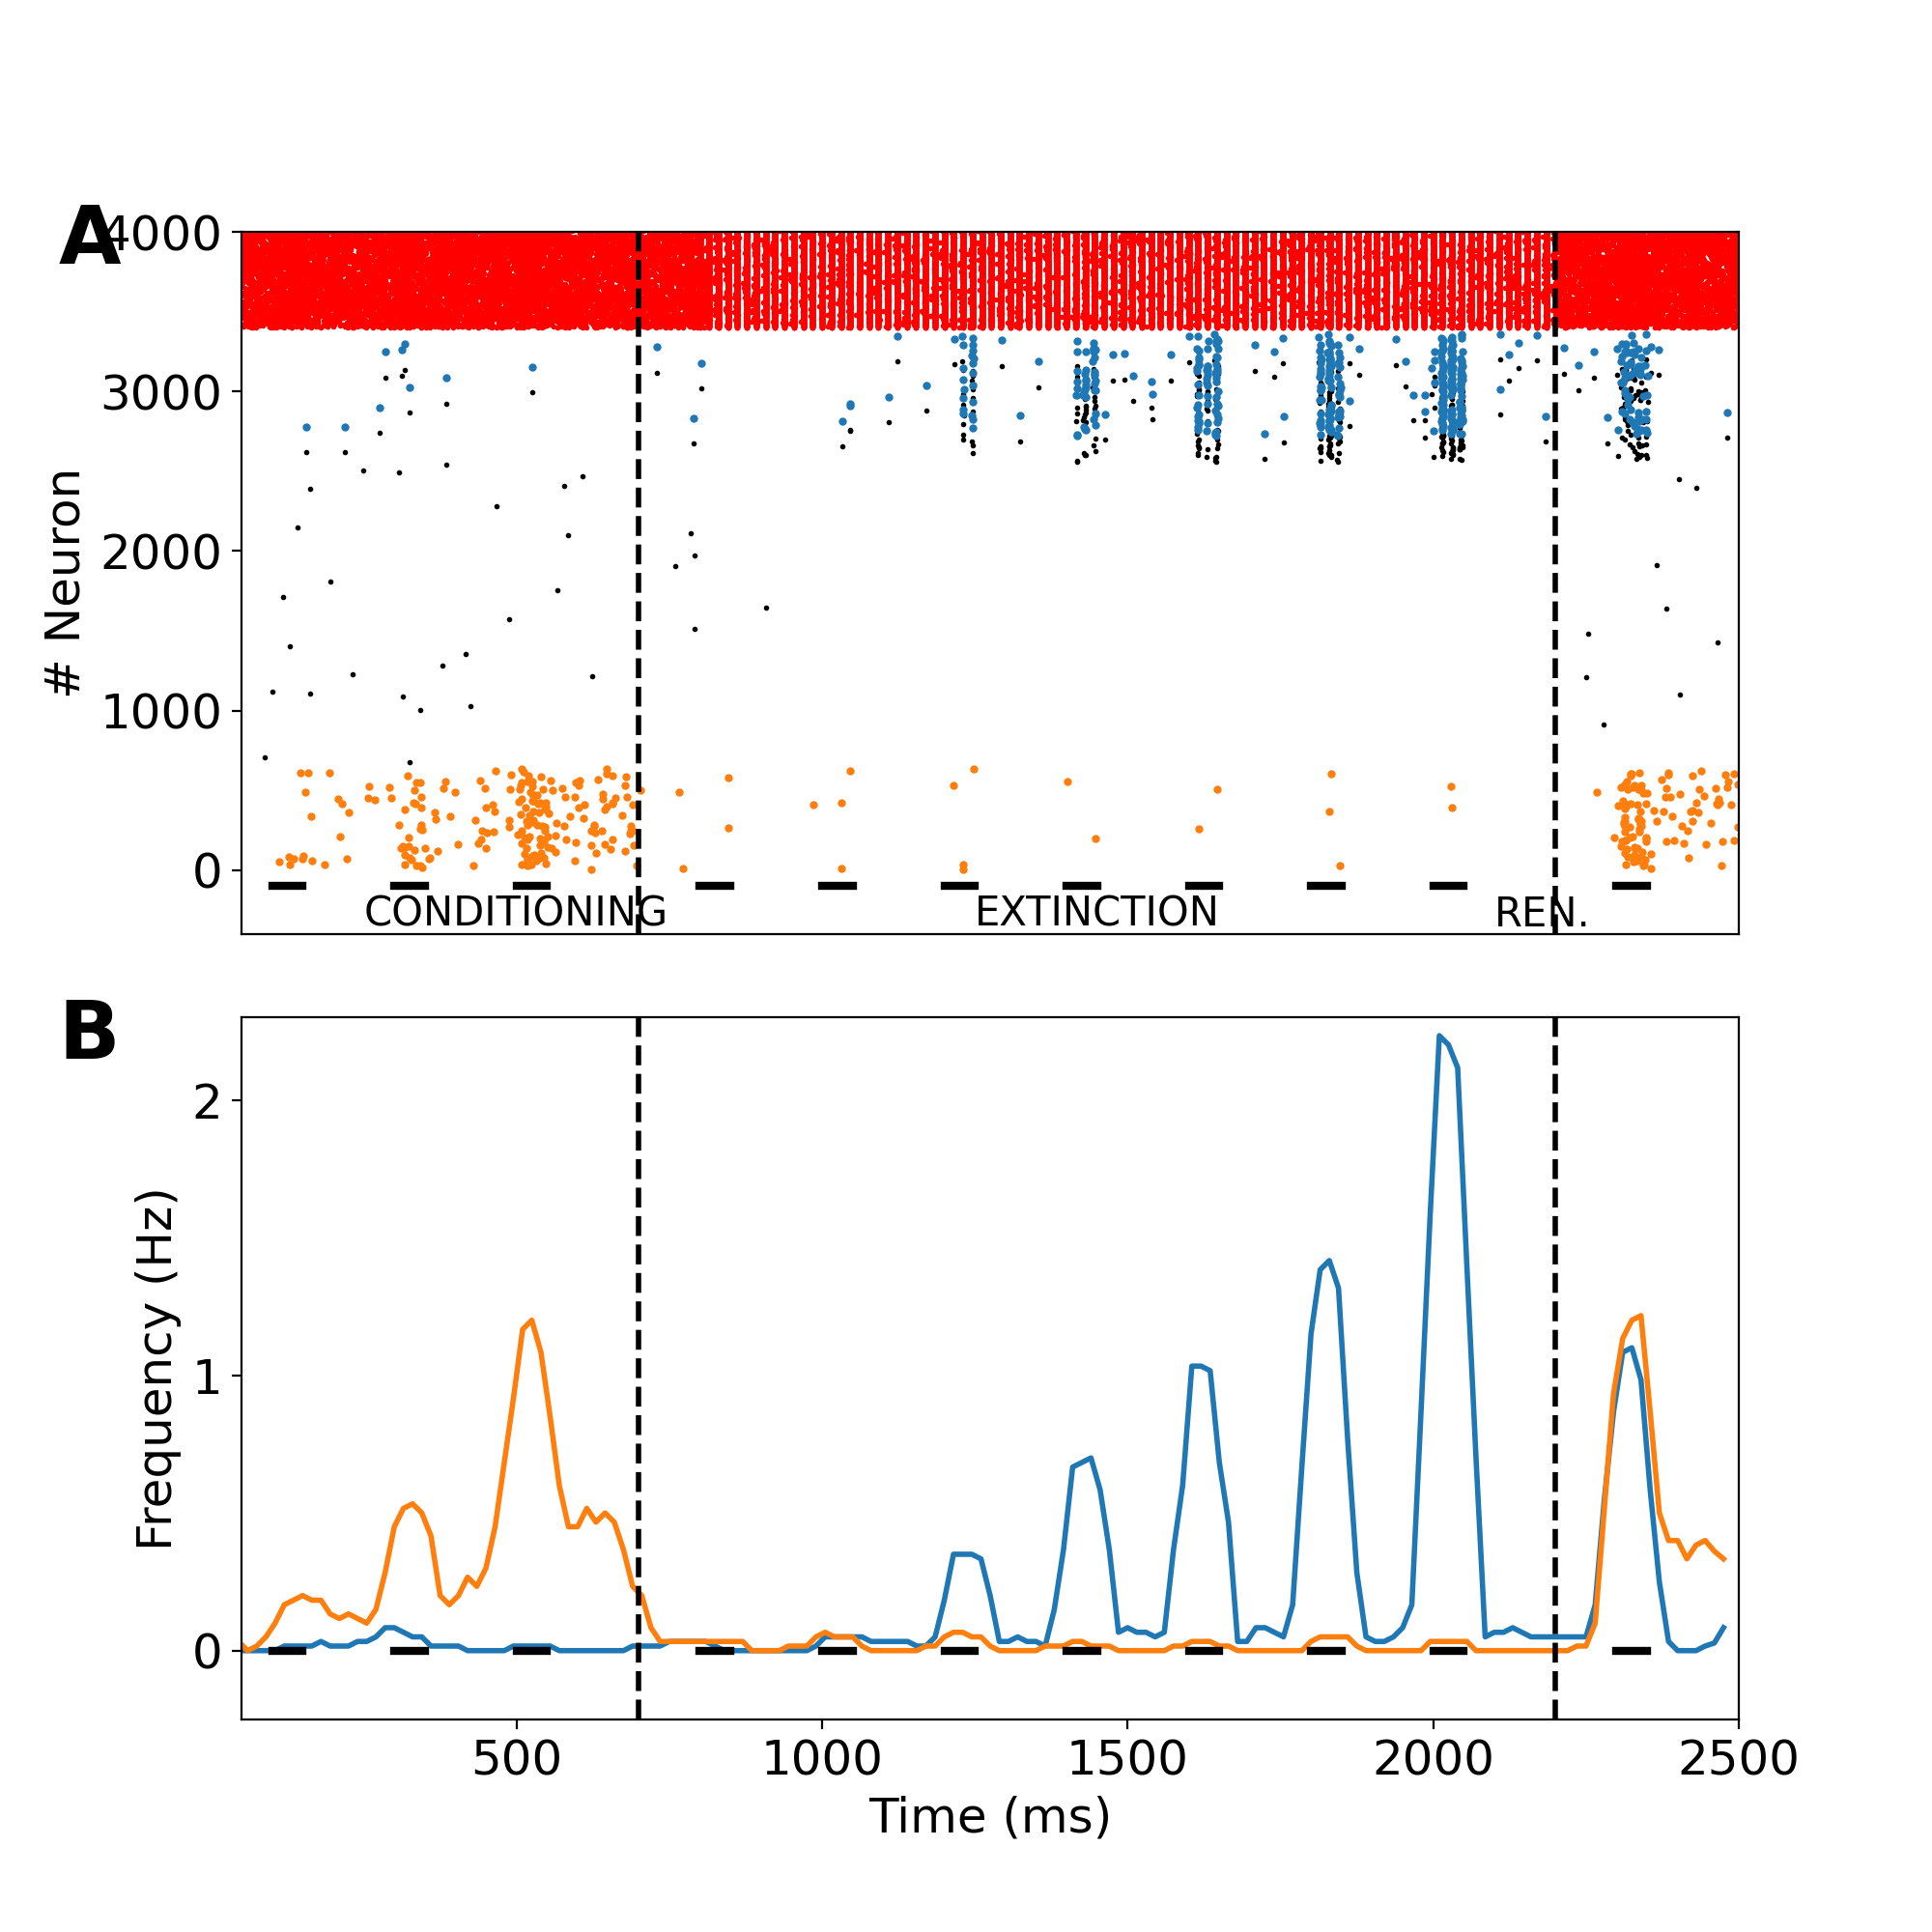 A
4000
3000
2000
1000
0
# Neuron
CONDITIONING EXTINCTION REN.
B
2
1
0
Frequency (Hz)
500 1000 1500 2000 2500
Time (ms)